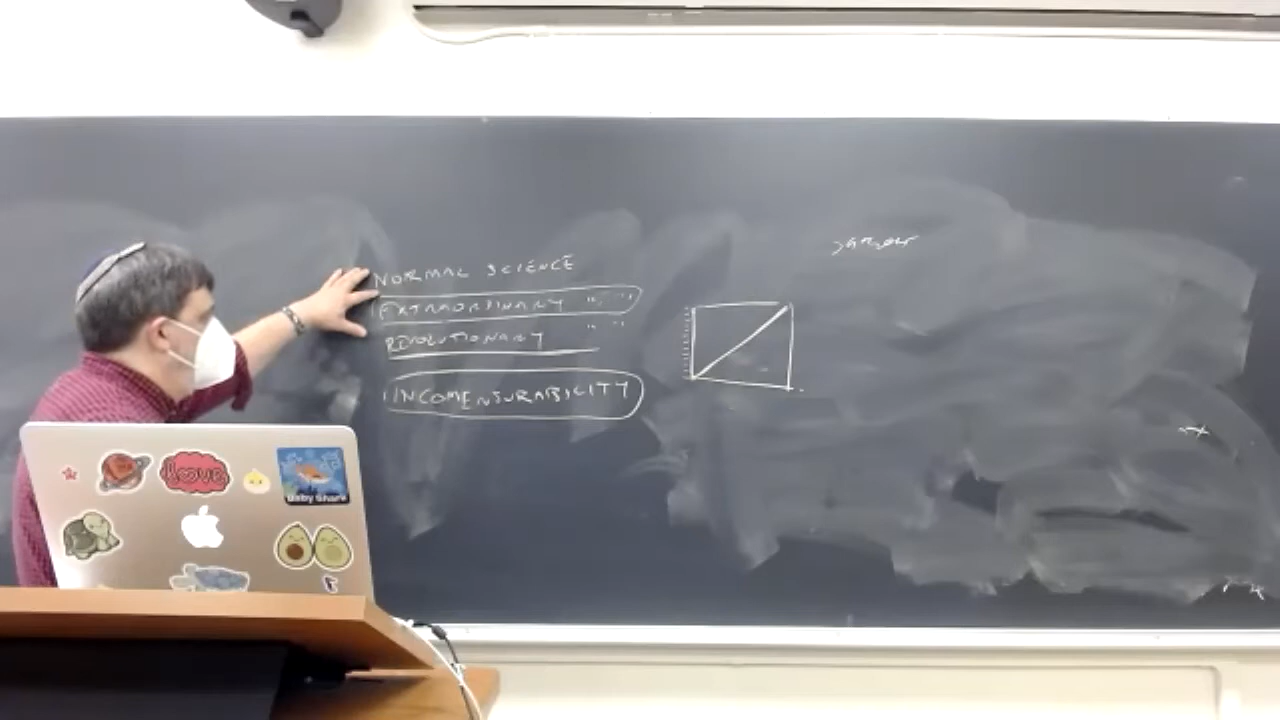 NORMAL SCIENCE
EXTRAORDINARY " "
REVOLUTIONARY " "
INCOMENSURABILITY
love
Baby Shark